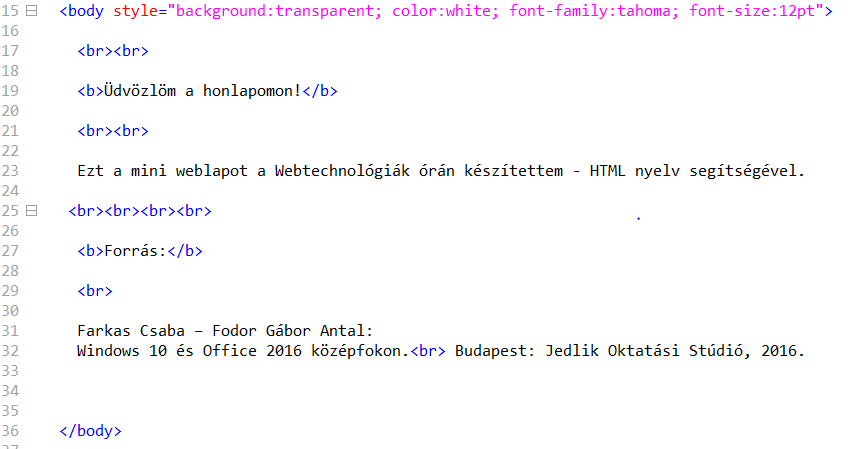 15 <body style="background:transparent; color:white; font-family:tahoma; font-size:12pt">
16
17 <br><br>
18
19 <b>Üdvözlöm a honlapomon!</b>
20
21 <br><br>
22
23 Ezt a mini weblapot a Webtechnológiák órán készítettem - HTML nyelv segítségével.
24
25 <br><br><br><br>
26
27 <b>Forrás:</b>
28
29 <br>
30
31 Farkas Csaba – Fodor Gábor Antal:
32 Windows 10 és Office 2016 középfokon.<br> Budapest: Jedlik Oktatási Stúdió, 2016.
33
34
35
36 </body>